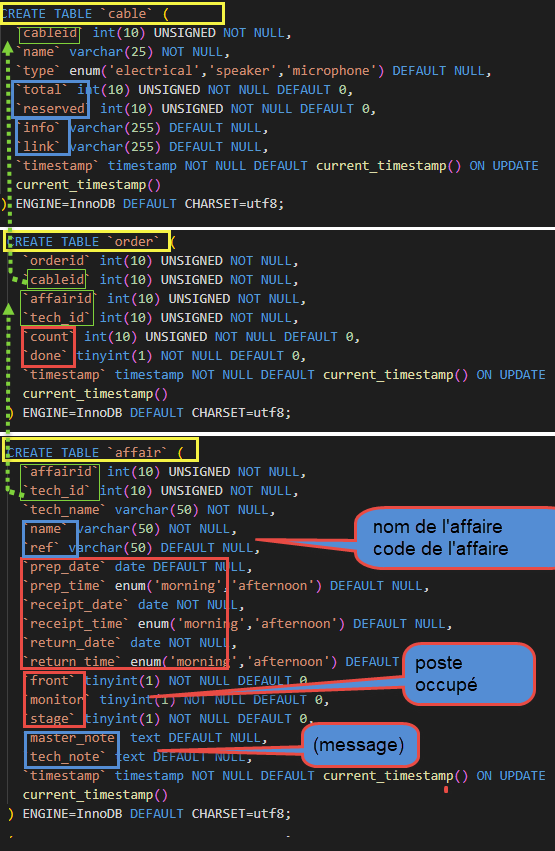 CREATE TABLE `cable` (
`cableid` int(10) UNSIGNED NOT NULL,
`name` varchar(25) NOT NULL,
`type` enum('electrical','speaker','microphone') DEFAULT NULL,
`total` int(10) UNSIGNED NOT NULL DEFAULT 0,
`reserved` int(10) UNSIGNED NOT NULL DEFAULT 0,
`info` varchar(255) DEFAULT NULL,
`link` varchar(255) DEFAULT NULL,
`timestamp` timestamp NOT NULL DEFAULT current_timestamp() ON UPDATE
current_timestamp()
) ENGINE=InnoDB DEFAULT CHARSET=utf8;
CREATE TABLE `order` (
`orderid` int(10) UNSIGNED NOT NULL,
`cableid` int(10) UNSIGNED NOT NULL,
`affairid` int(10) UNSIGNED NOT NULL,
`tech_id` int(10) UNSIGNED NOT NULL,
`count` int(10) UNSIGNED NOT NULL DEFAULT 0,
`done` tinyint(1) NOT NULL DEFAULT 0,
`timestamp` timestamp NOT NULL DEFAULT current_timestamp() ON UPDATE
current_timestamp()
) ENGINE=InnoDB DEFAULT CHARSET=utf8;
CREATE TABLE `affair` (
`affairid` int(10) UNSIGNED NOT NULL,
`tech_id` int(10) UNSIGNED NOT NULL,
`tech_name` varchar(50) NOT NULL,
`name` varchar(50) NOT NULL,
`ref` varchar(50) DEFAULT NULL,
nom de l'affaire
code de l'affaire
`prep_date` date DEFAULT NULL,
`prep_time` enum('morning','afternoon') DEFAULT NULL,
`receipt_date` date NOT NULL,
`receipt_time` enum('morning','afternoon') DEFAULT NULL,
`return_date` date NOT NULL,
`return_time` enum('morning','afternoon') DEFAULT
poste
occupé
`front` tinyint(1) NOT NULL DEFAULT 0,
`monitor` tinyint(1) NOT NULL DEFAULT 0,
`stage` tinyint(1) NOT NULL DEFAULT 0,
`master_note` text DEFAULT NULL,
`tech_note` text DEFAULT NULL,
(message)
`timestamp` timestamp NOT NULL DEFAULT current_timestamp() ON UPDATE
current_timestamp()
) ENGINE=InnoDB DEFAULT CHARSET=utf8;